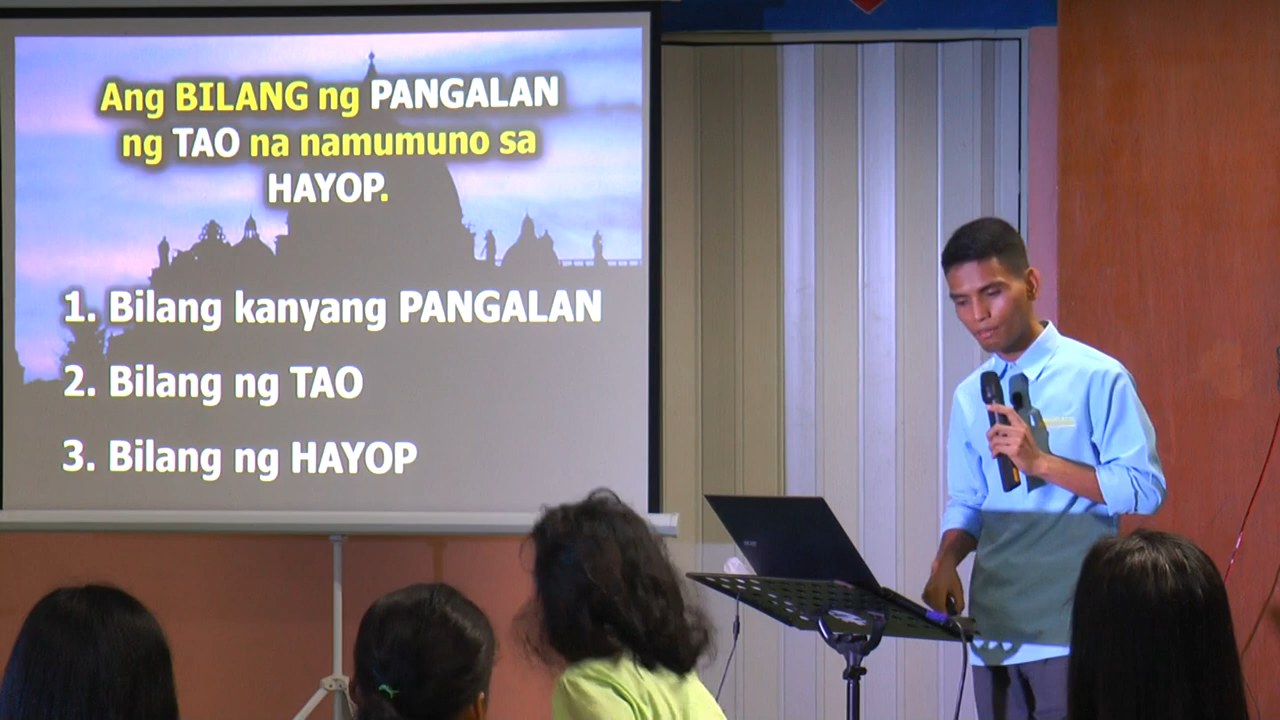 Ang BILANG ng PANGALAN
ng TAO na namumuno sa
HAYOP.
1. Bilang kanyang PANGALAN
2. Bilang ng TAO
3. Bilang ng HAYOP